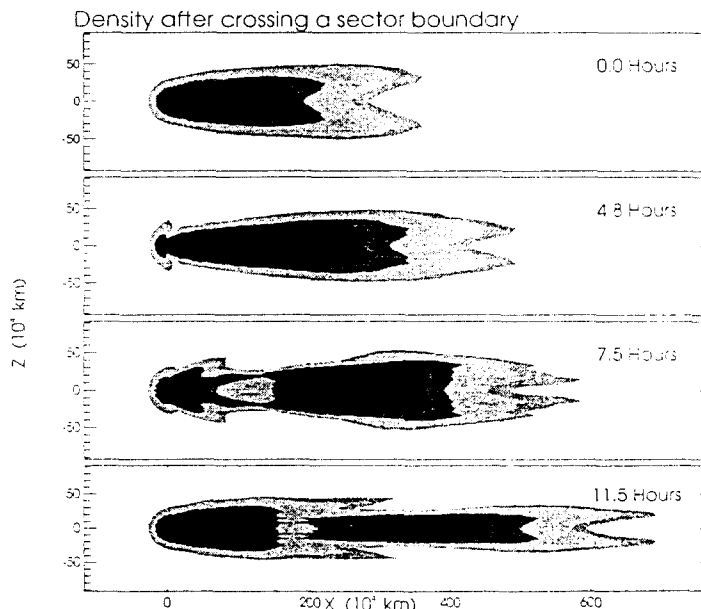 Density after crossing a sector boundary
50
0
-50
0.0 Hours
50
0
-50
4.8 Hours
Z (10⁴ km)
50
0
-50
7.5 Hours
50
0
-50
11.5 Hours
0 200 X (10⁴ km) 400 600